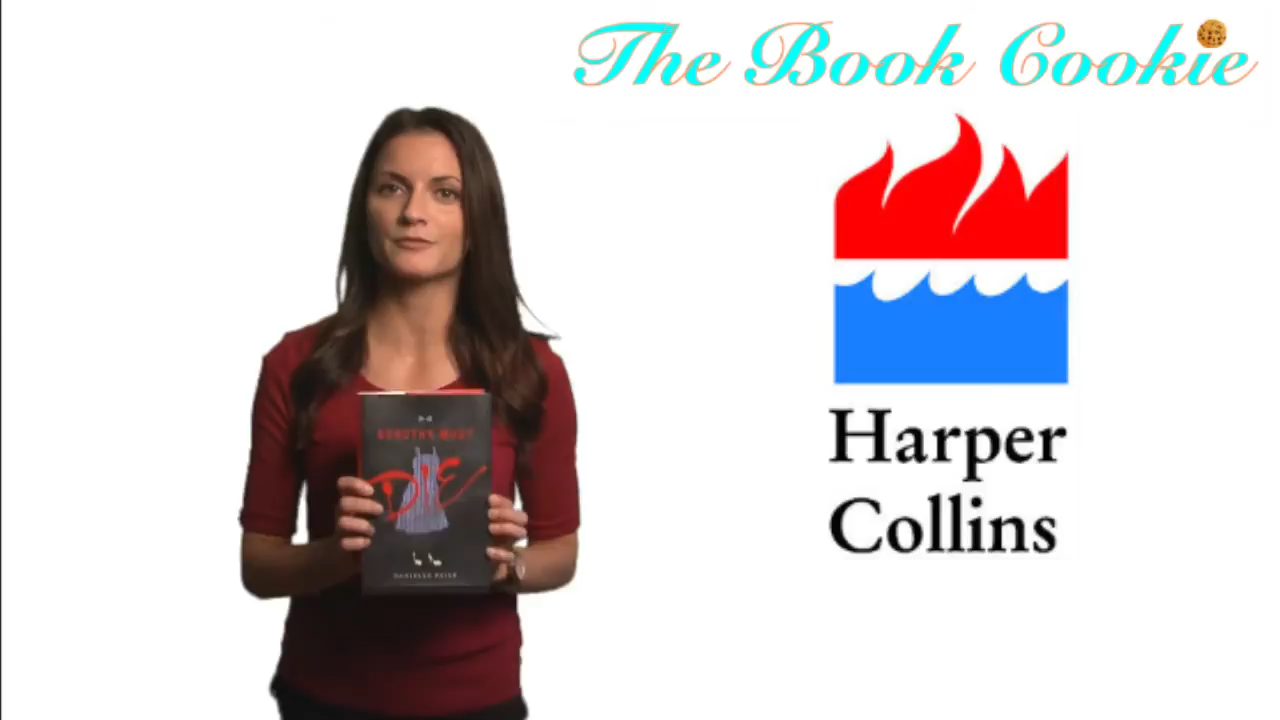 The Book Cookie
Harper
Collins
DOROTHY MUST
DIE
DANIELLE PAIGE